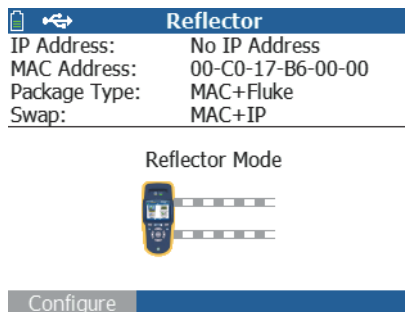 Reflector
IP Address: No IP Address
MAC Address: 00-C0-17-B6-00-00
Package Type: MAC+Fluke
Swap: MAC+IP
Reflector Mode
Configure